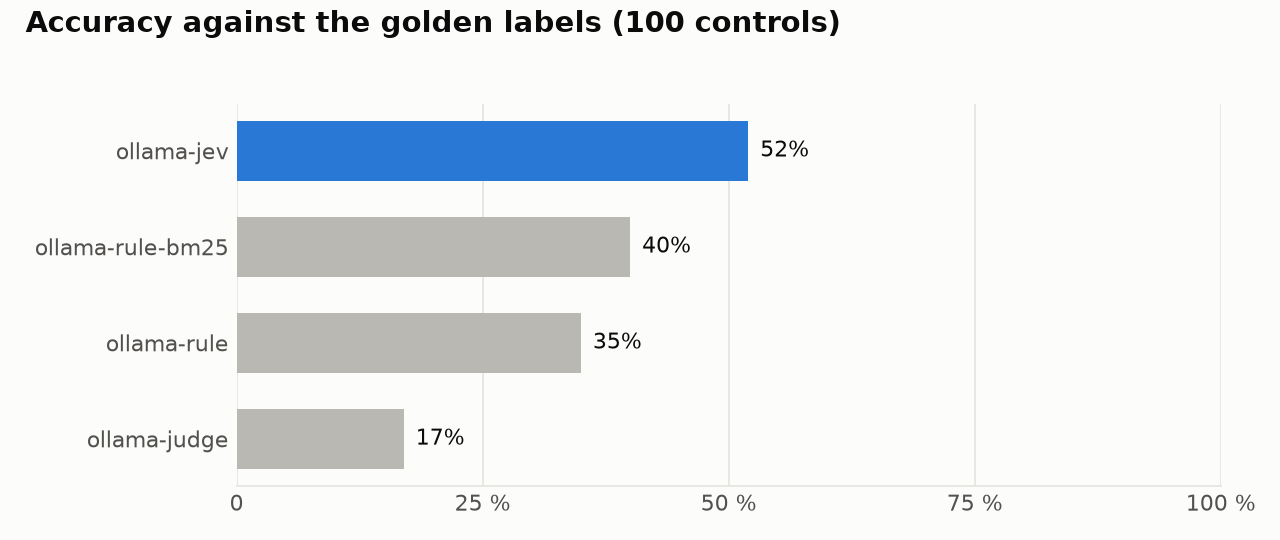 Accuracy against the golden labels (100 controls)
ollama-jev 52%
ollama-rule-bm25 40%
ollama-rule 35%
ollama-judge 17%
0 25 % 50 % 75 % 100 %